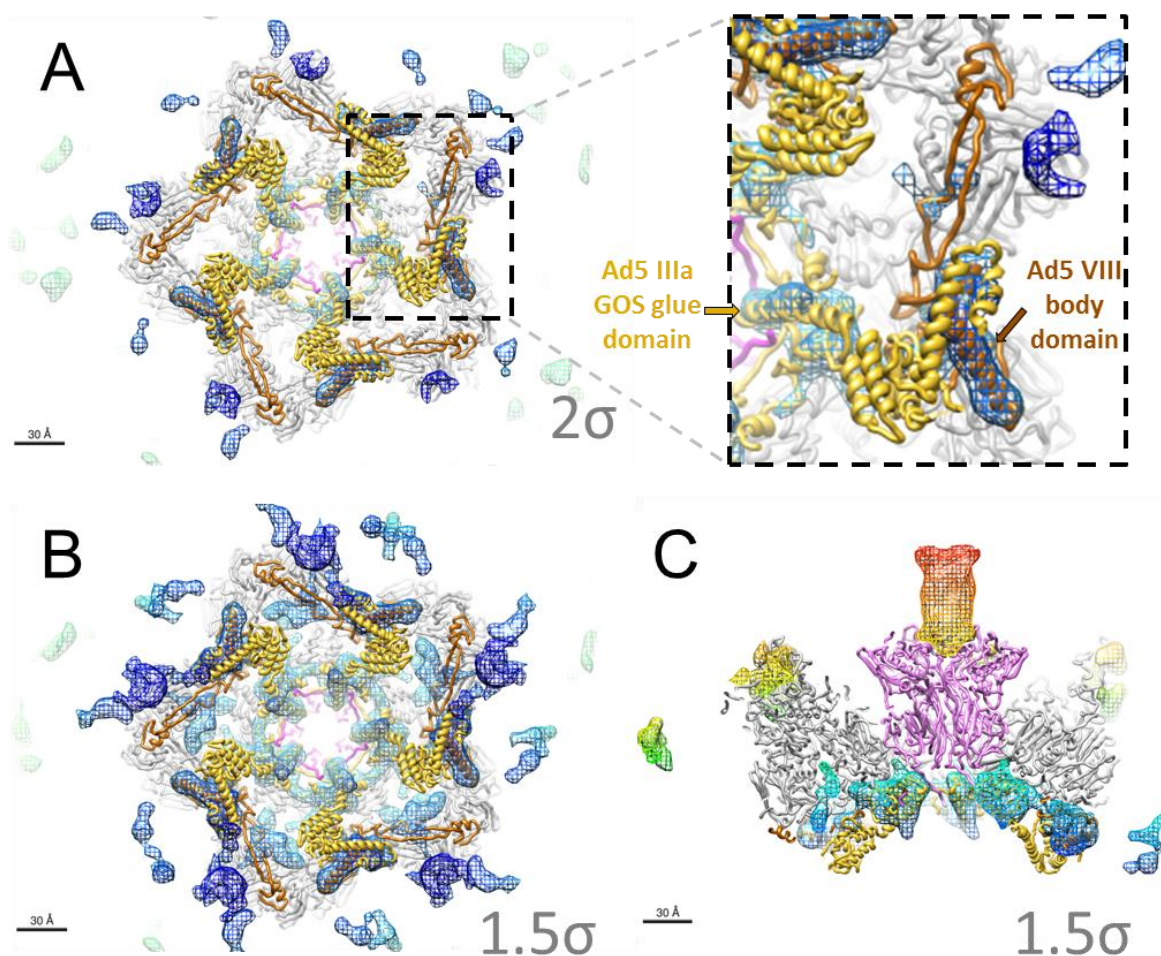 A
Ad5 IIIa
GOS glue
domain
Ad5 VIII
body
domain
30 Å
2σ
B
30 Å
1.5σ
C
30 Å
1.5σ